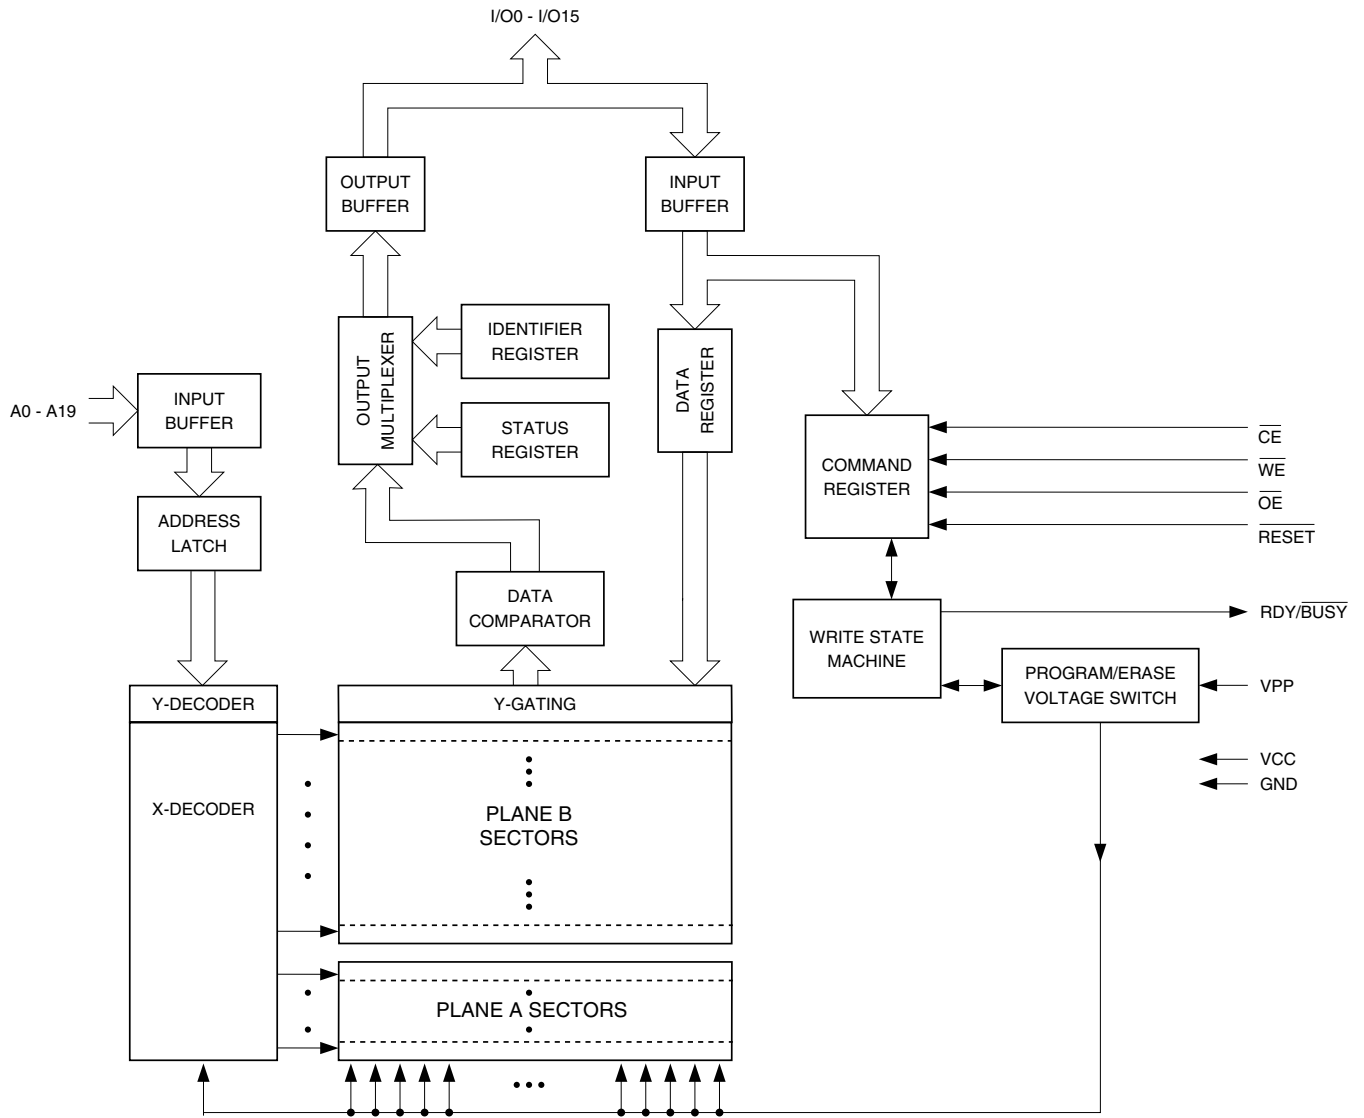 I/O0 - I/O15
OUTPUT
BUFFER
INPUT
BUFFER
IDENTIFIER
REGISTER
OUTPUT
MULTIPLEXER
DATA
REGISTER
A0 - A19
INPUT
BUFFER
STATUS
REGISTER
COMMAND
REGISTER
CE
WE
OE
RESET
ADDRESS
LATCH
DATA
COMPARATOR
WRITE STATE
MACHINE
RDY/BUSY
PROGRAM/ERASE
VOLTAGE SWITCH
VPP
Y-DECODER
Y-GATING
VCC
GND
X-DECODER
PLANE B
SECTORS
PLANE A SECTORS